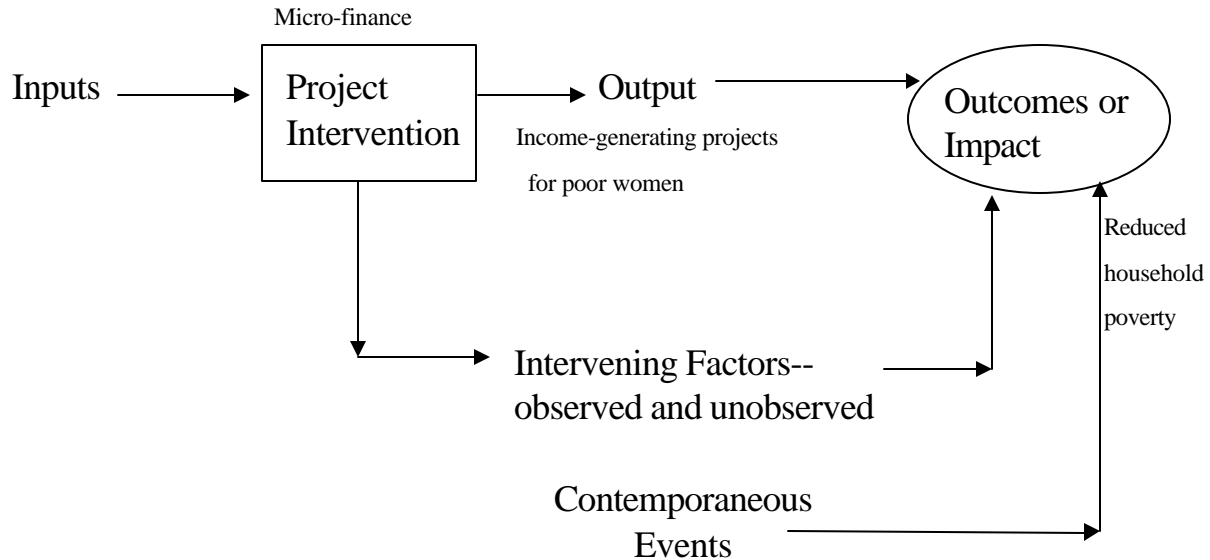 Micro-finance
Inputs
Project
Intervention
Output
Income-generating projects
for poor women
Outcomes or
Impact
Reduced
household
poverty
Intervening Factors--
observed and unobserved
Contemporaneous
Events